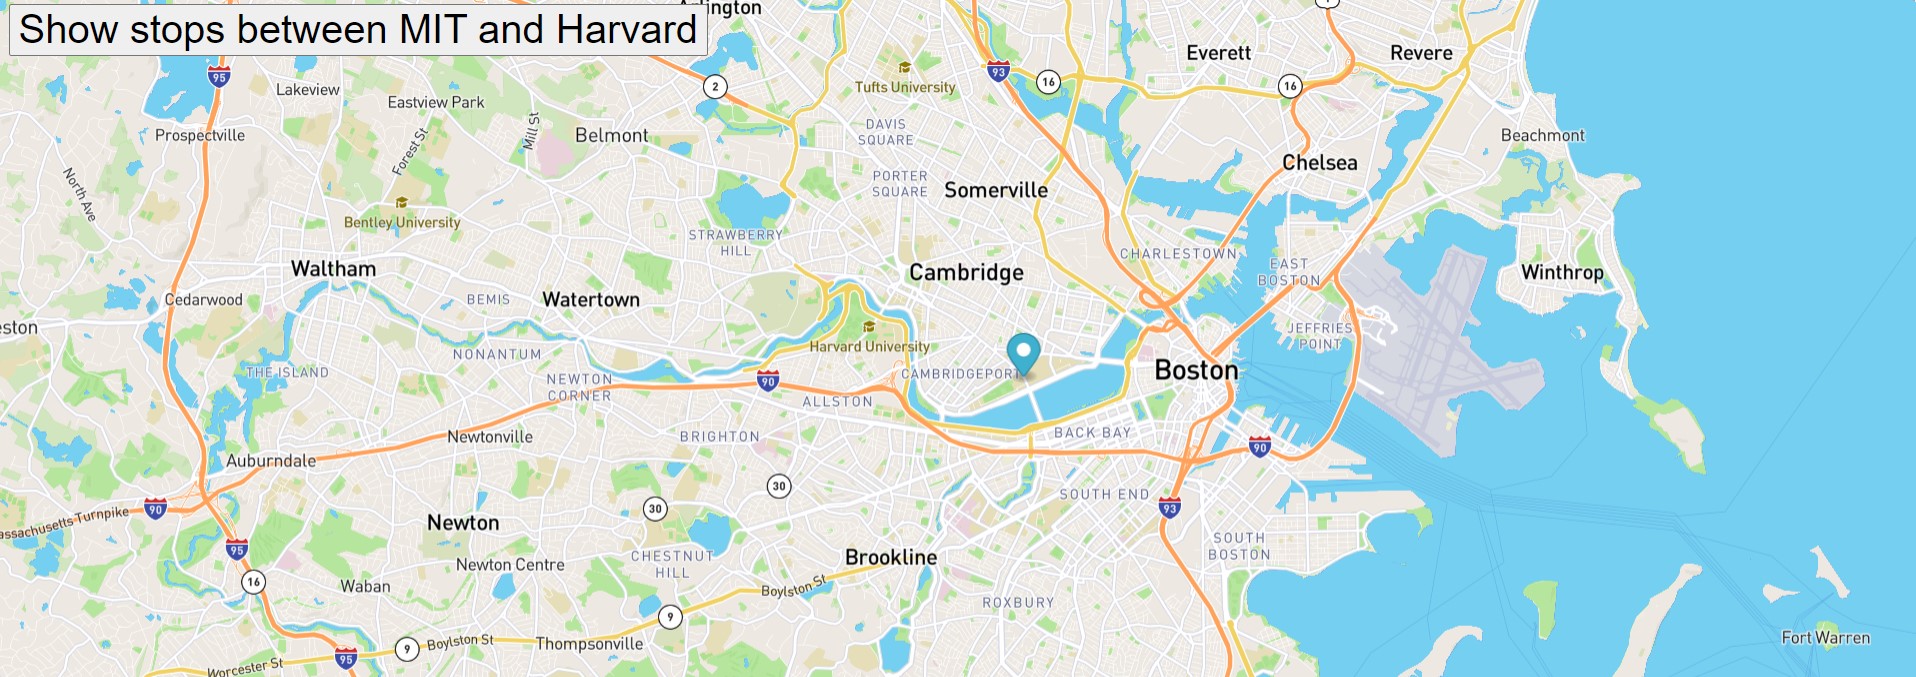 Show stops between MIT and Harvard
Arlington
Everett
Revere
95
93
16
2
16
Lakeview
Tufts University
Eastview Park
Prospectville
Forest St
Mill St
Belmont
DAVIS
SQUARE
Beachmont
Chelsea
North Ave
PORTER
SQUARE
Somerville
Bentley University
STRAWBERRY
HILL
CHARLESTOWN
Waltham
Cambridge
EAST
BOSTON
Winthrop
Cedarwood
BEMIS
Watertown
eston
JEFFRIES
POINT
Harvard University
NONANTUM
THE ISLAND
NEWTON
CORNER
90
CAMBRIDGEPORT
Boston
ALLSTON
Newtonville
BRIGHTON
BACK BAY
90
Auburndale
30
SOUTH END
90
assachusetts Turnpike
30
93
Newton
95
CHESTNUT
HILL
Newton Centre
Brookline
SOUTH
BOSTON
16
Waban
Boylston St
ROXBURY
9
Boylston St
9
Thompsonville
Fort Warren
95
Worcester St